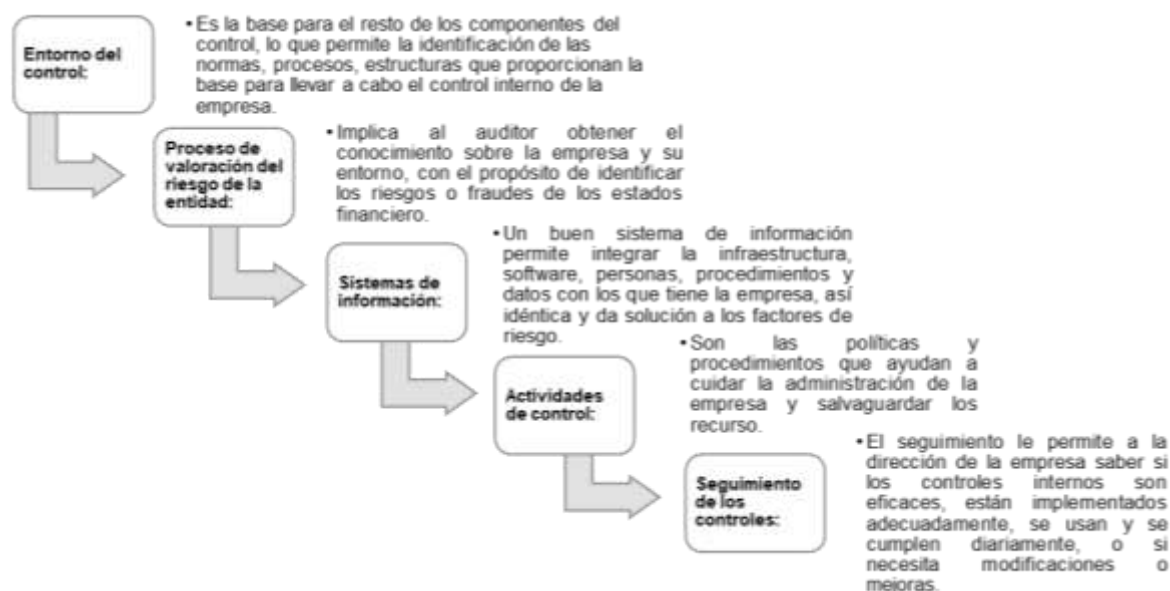 Entorno del
control:
• Es la base para el resto de los componentes del
control, lo que permite la identificación de las
normas, procesos, estructuras que proporcionan la
base para llevar a cabo el control interno de la
empresa.
Proceso de
valoración del
riesgo de la
entidad:
• Implica al auditor obtener el
conocimiento sobre la empresa y su
entorno, con el propósito de identificar
los riesgos o fraudes de los estados
financiero.
Sistemas de
información:
• Un buen sistema de información
permite integrar la infraestructura,
software, personas, procedimientos y
datos con los que tiene la empresa, así
idéntica y da solución a los factores de
riesgo.
Actividades
de control:
• Son las políticas y
procedimientos que ayudan a
cuidar la administración de la
empresa y salvaguardar los
recurso.
Seguimiento
de los
controles:
• El seguimiento le permite a la
dirección de la empresa saber si
los controles internos son
eficaces, están implementados
adecuadamente, se usan y se
cumplen diariamente, o si
necesita modificaciones o
mejoras.